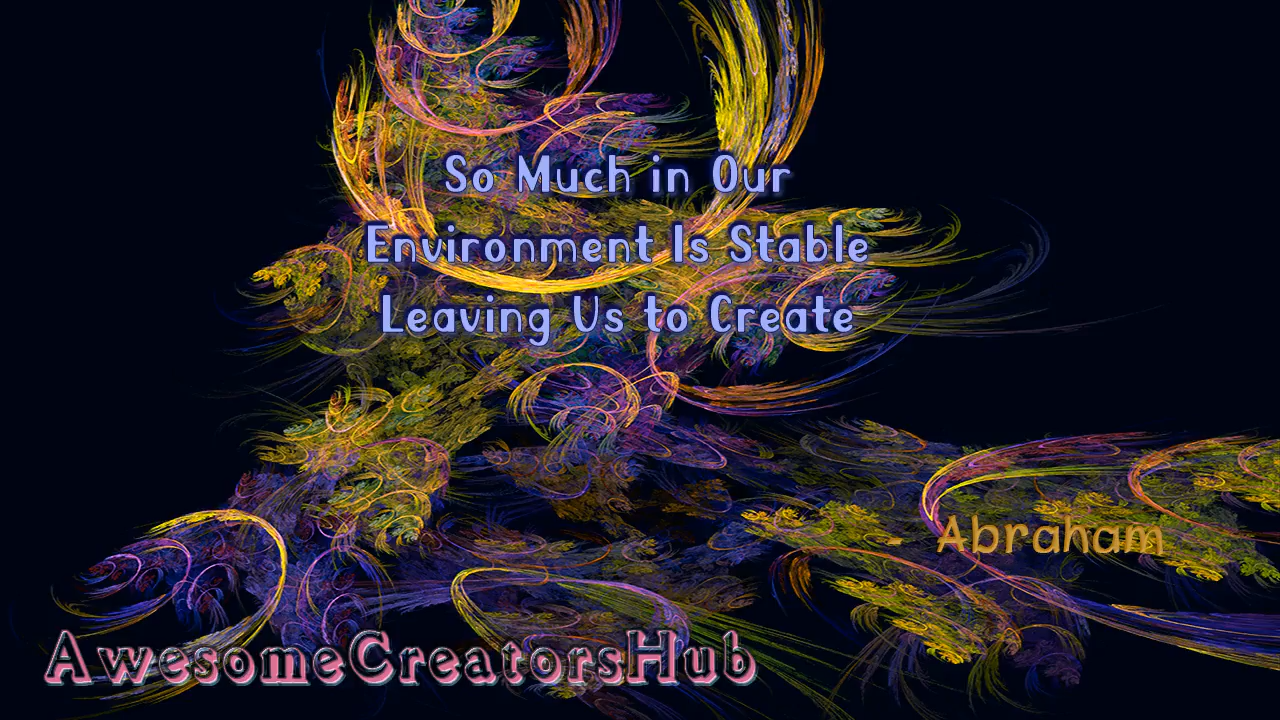 So Much in Our
Environment Is Stable
Leaving Us to Create
- Abraham
AwesomeCreatorsHub